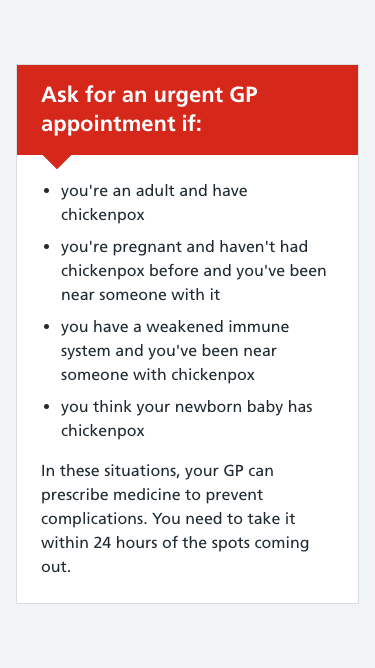 Ask for an urgent GP
appointment if:
• you're an adult and have
chickenpox
• you're pregnant and haven't had
chickenpox before and you've been
near someone with it
• you have a weakened immune
system and you've been near
someone with chickenpox
• you think your newborn baby has
chickenpox
In these situations, your GP can
prescribe medicine to prevent
complications. You need to take it
within 24 hours of the spots coming
out.